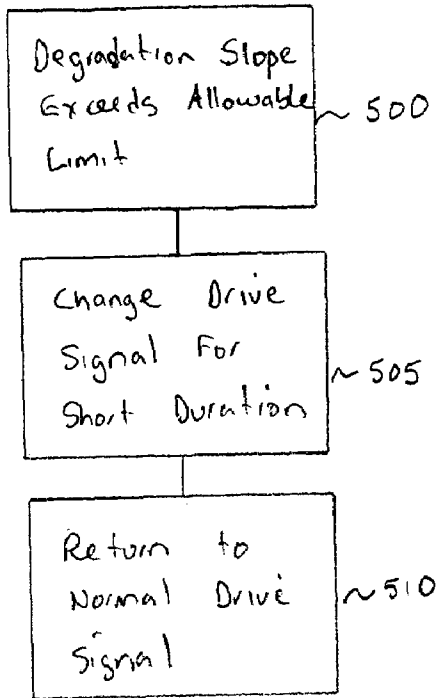 Degradation Slope
Exceeds Allowable
Limit
~ 500
Change Drive
Signal For
Short Duration
~ 505
Return to
Normal Drive
Signal
~ 510